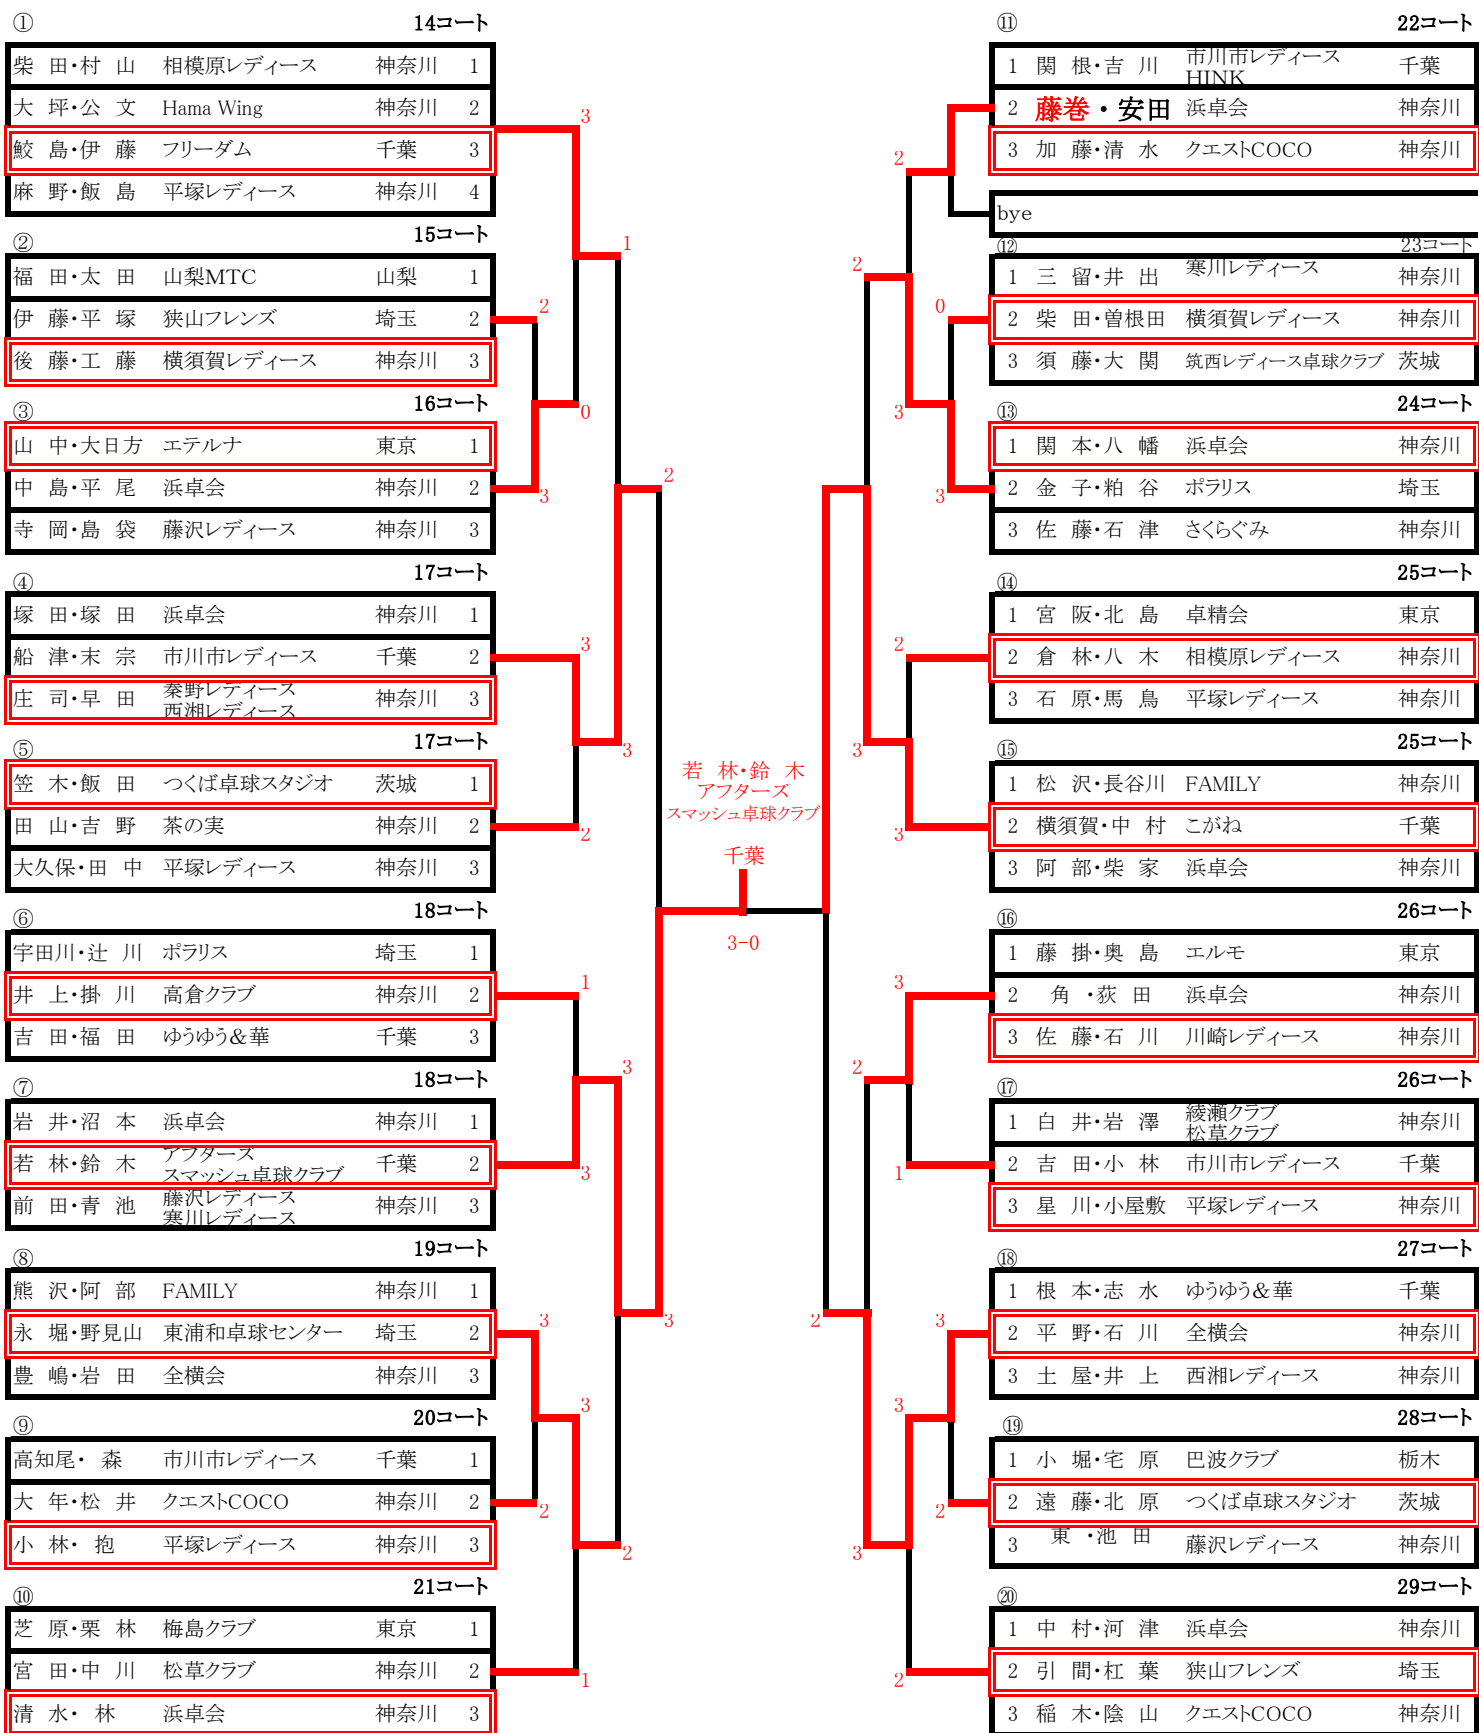 ① 14コート
柴 田・村 山 相模原レディース 神奈川 1
大 坪・公 文 Hama Wing 神奈川 2
鮫 島・伊 藤 フリーダム 千葉 3
麻 野・飯 島 平塚レディース 神奈川 4
② 15コート
福 田・太 田 山梨MTC 山梨 1
伊 藤・平 塚 狭山フレンズ 埼玉 2
後 藤・工 藤 横須賀レディース 神奈川 3
③ 16コート
山 中・大日方 エテルナ 東京 1
中 島・平 尾 浜卓会 神奈川 2
寺 岡・島 袋 藤沢レディース 神奈川 3
④ 17コート
塚 田・塚 田 浜卓会 神奈川 1
船 津・末 宗 市川市レディース 千葉 2
庄 司・早 田 秦野レディース 西湘レディース 神奈川 3
⑤ 17コート
笠 木・飯 田 つくば卓球スタジオ 茨城 1
田 山・吉 野 茶の実 神奈川 2
大久保・田 中 平塚レディース 神奈川 3
⑥ 18コート
宇田川・辻 川 ポラリス 埼玉 1
井 上・掛 川 高倉クラブ 神奈川 2
吉 田・福 田 ゆうゆう&華 千葉 3
⑦ 18コート
岩 井・沼 本 浜卓会 神奈川 1
若 林・鈴 木 アフターズ スマッシュ卓球クラブ 千葉 2
前 田・青 池 藤沢レディース 寒川レディース 神奈川 3
⑧ 19コート
熊 沢・阿 部 FAMILY 神奈川 1
永 堀・野見山 東浦和卓球センター 埼玉 2
豊 嶋・岩 田 全横会 神奈川 3
⑨ 20コート
高知尾・ 森 市川市レディース 千葉 1
大 年・松 井 クエストCOCO 神奈川 2
小 林・ 抱 平塚レディース 神奈川 3
⑩ 21コート
芝 原・栗 林 梅島クラブ 東京 1
宮 田・中 川 松草クラブ 神奈川 2
清 水・ 林 浜卓会 神奈川 3
3
1
2
0
3
2
3
3
2
1
3
3
3
3
2
3
2
1
若 林・鈴 木
アフターズ
スマッシュ卓球クラブ
千葉
3-0
2
2
0
3
3
2
3
3
3
2
1
2
3
3
2
3
2
⑪ 22コート
1 関 根・吉 川 市川市レディース HINK 千葉
2 藤巻・安田 浜卓会 神奈川
3 加 藤・清 水 クエストCOCO 神奈川
bye
⑫ 23コート
1 三 留・井 出 寒川レディース 神奈川
2 柴 田・曽根田 横須賀レディース 神奈川
3 須 藤・大 関 筑西レディース卓球クラブ 茨城
⑬ 24コート
1 関 本・八 幡 浜卓会 神奈川
2 金 子・粕 谷 ポラリス 埼玉
3 佐 藤・石 津 さくらぐみ 神奈川
⑭ 25コート
1 宮 阪・北 島 卓精会 東京
2 倉 林・八 木 相模原レディース 神奈川
3 石 原・馬 鳥 平塚レディース 神奈川
⑮ 25コート
1 松 沢・長谷川 FAMILY 神奈川
2 横須賀・中 村 こがね 千葉
3 阿 部・柴 家 浜卓会 神奈川
⑯ 26コート
1 藤 掛・奥 島 エルモ 東京
2 角 ・荻 田 浜卓会 神奈川
3 佐 藤・石 川 川崎レディース 神奈川
⑰ 26コート
1 白 井・岩 澤 綾瀬クラブ 松草クラブ 神奈川
2 吉 田・小 林 市川市レディース 千葉
3 星 川・小屋敷 平塚レディース 神奈川
⑱ 27コート
1 根 本・志 水 ゆうゆう&華 千葉
2 平 野・石 川 全横会 神奈川
3 土 屋・井 上 西湘レディース 神奈川
⑲ 28コート
1 小 堀・宅 原 巴波クラブ 栃木
2 遠 藤・北 原 つくば卓球スタジオ 茨城
3 東 ・池 田 藤沢レディース 神奈川
⑳ 29コート
1 中 村・河 津 浜卓会 神奈川
2 引 間・杠 葉 狭山フレンズ 埼玉
3 稲 木・陰 山 クエストCOCO 神奈川